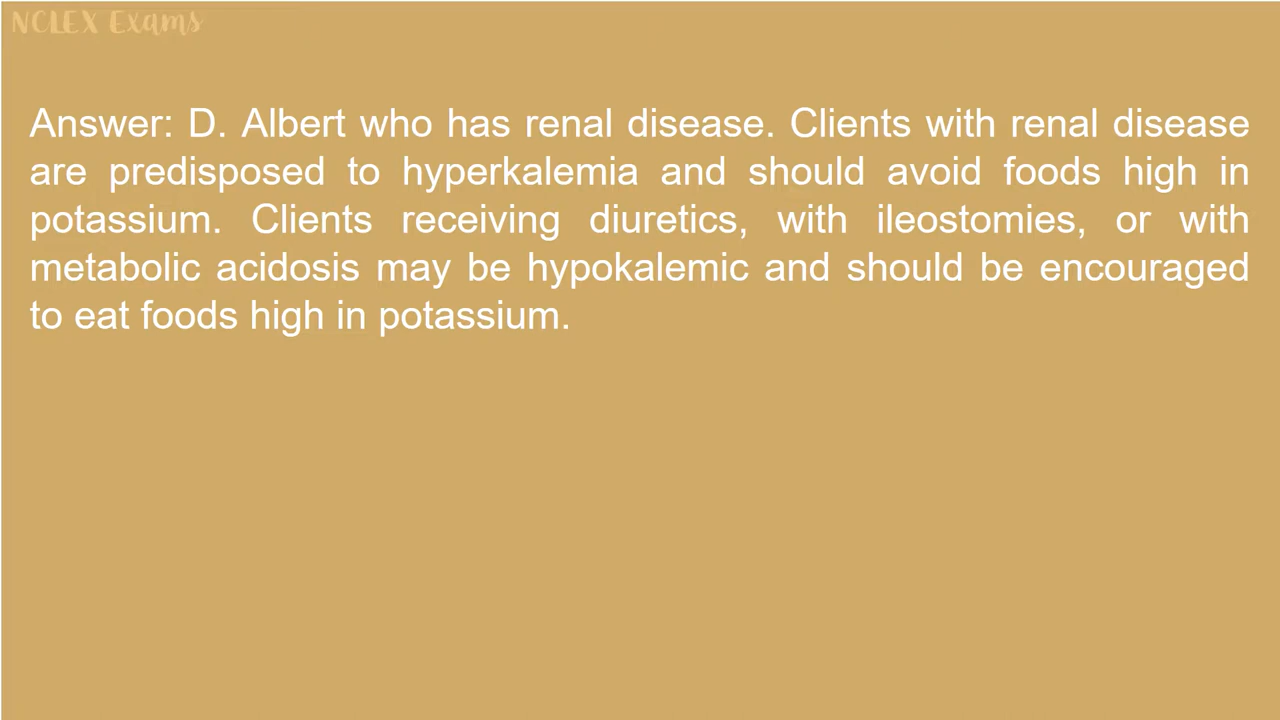 NCLEX Exams
Answer: D. Albert who has renal disease. Clients with renal disease
are predisposed to hyperkalemia and should avoid foods high in
potassium. Clients receiving diuretics, with ileostomies, or with
metabolic acidosis may be hypokalemic and should be encouraged
to eat foods high in potassium.